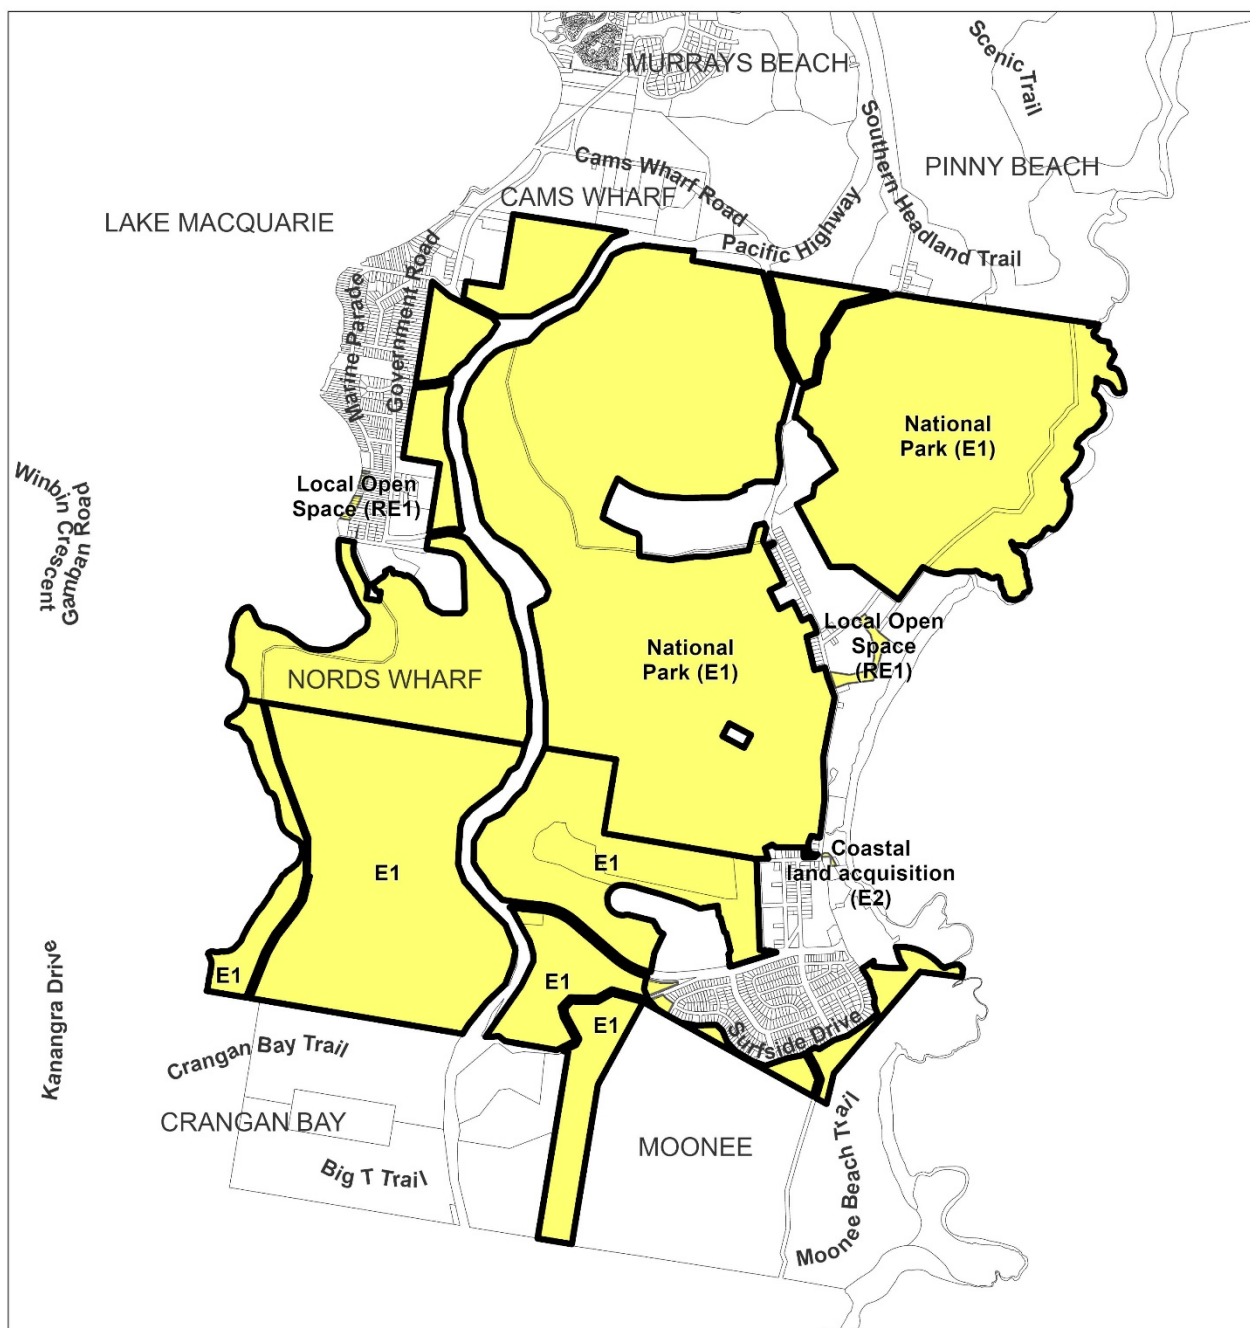 MURRAYS BEACH
Scenic Trail
Southern Headland Trail
Cams Wharf Road
PINNY BEACH
CAMS WHARF
LAKE MACQUARIE
Pacific Highway
Government Road
Marine Parade
National
Park (E1)
Winbin Crescent
Gamban Road
Local Open
Space (RE1)
Local Open
Space
(RE1)
National
Park (E1)
NORDS WHARF
Coastal
land acquisition
(E2)
E1
E1
E1
E1
E1
Kanangra Drive
Surfside Drive
Crangan Bay Trail
CRANGAN BAY
MOONEE
Big T Trail
Moonee Beach Trail